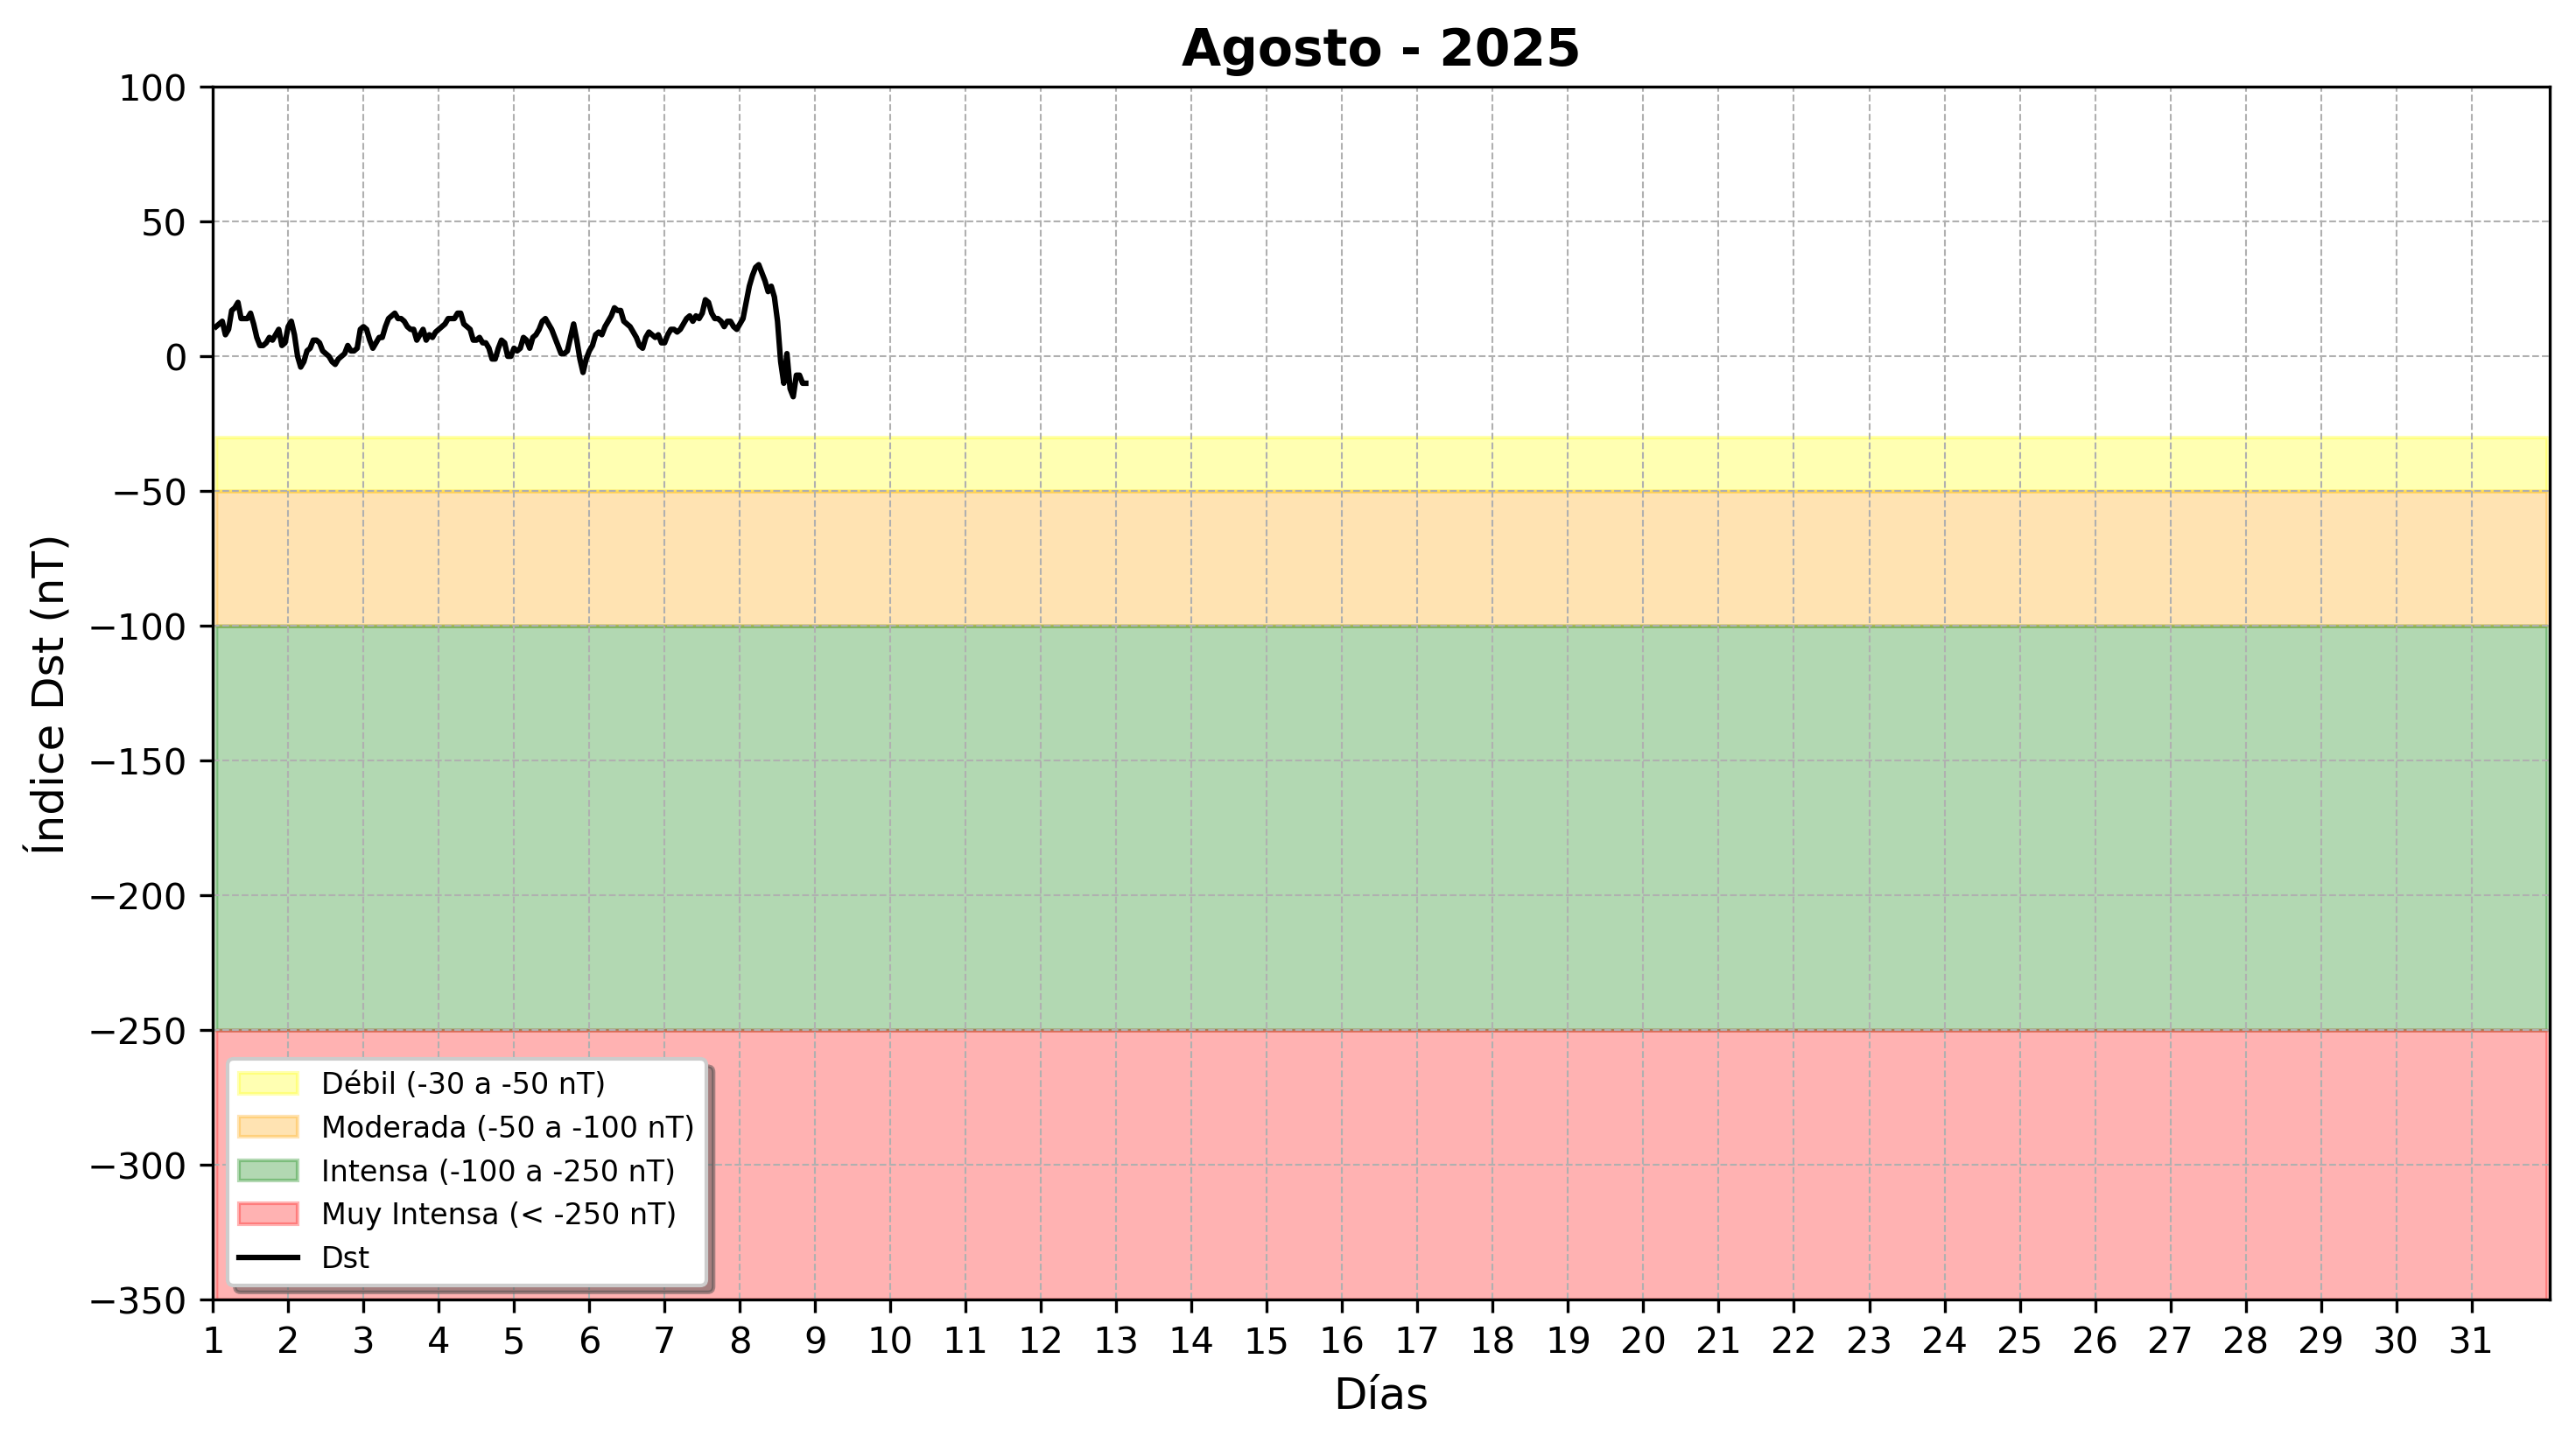 Agosto - 2025
100
50
0
−50
−100
−150
−200
−250
−300
−350
Índice Dst (nT)
Débil (-30 a -50 nT)
Moderada (-50 a -100 nT)
Intensa (-100 a -250 nT)
Muy Intensa (< -250 nT)
Dst
1 2 3 4 5 6 7 8 9 10 11 12 13 14 15 16 17 18 19 20 21 22 23 24 25 26 27 28 29 30 31
Días